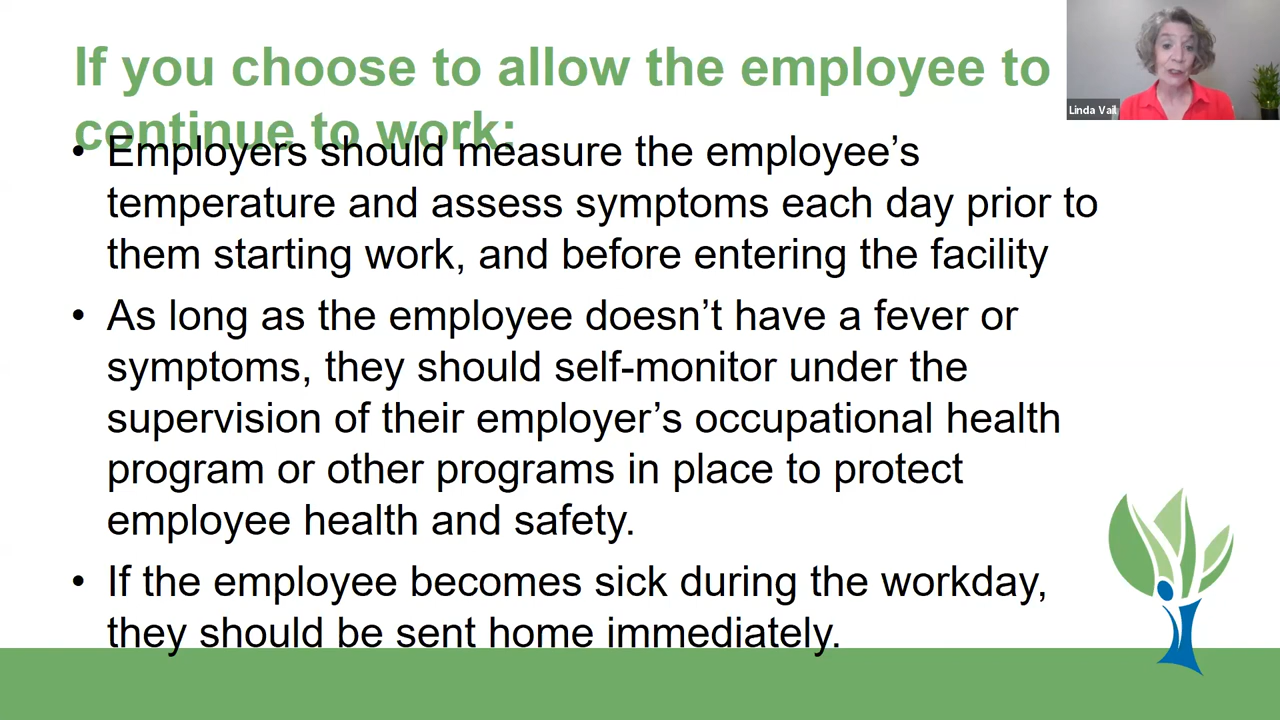 If you choose to allow the employee to
continue to work:
• Employers should measure the employee’s
temperature and assess symptoms each day prior to
them starting work, and before entering the facility
• As long as the employee doesn’t have a fever or
symptoms, they should self-monitor under the
supervision of their employer’s occupational health
program or other programs in place to protect
employee health and safety.
• If the employee becomes sick during the workday,
they should be sent home immediately.
Linda Vail